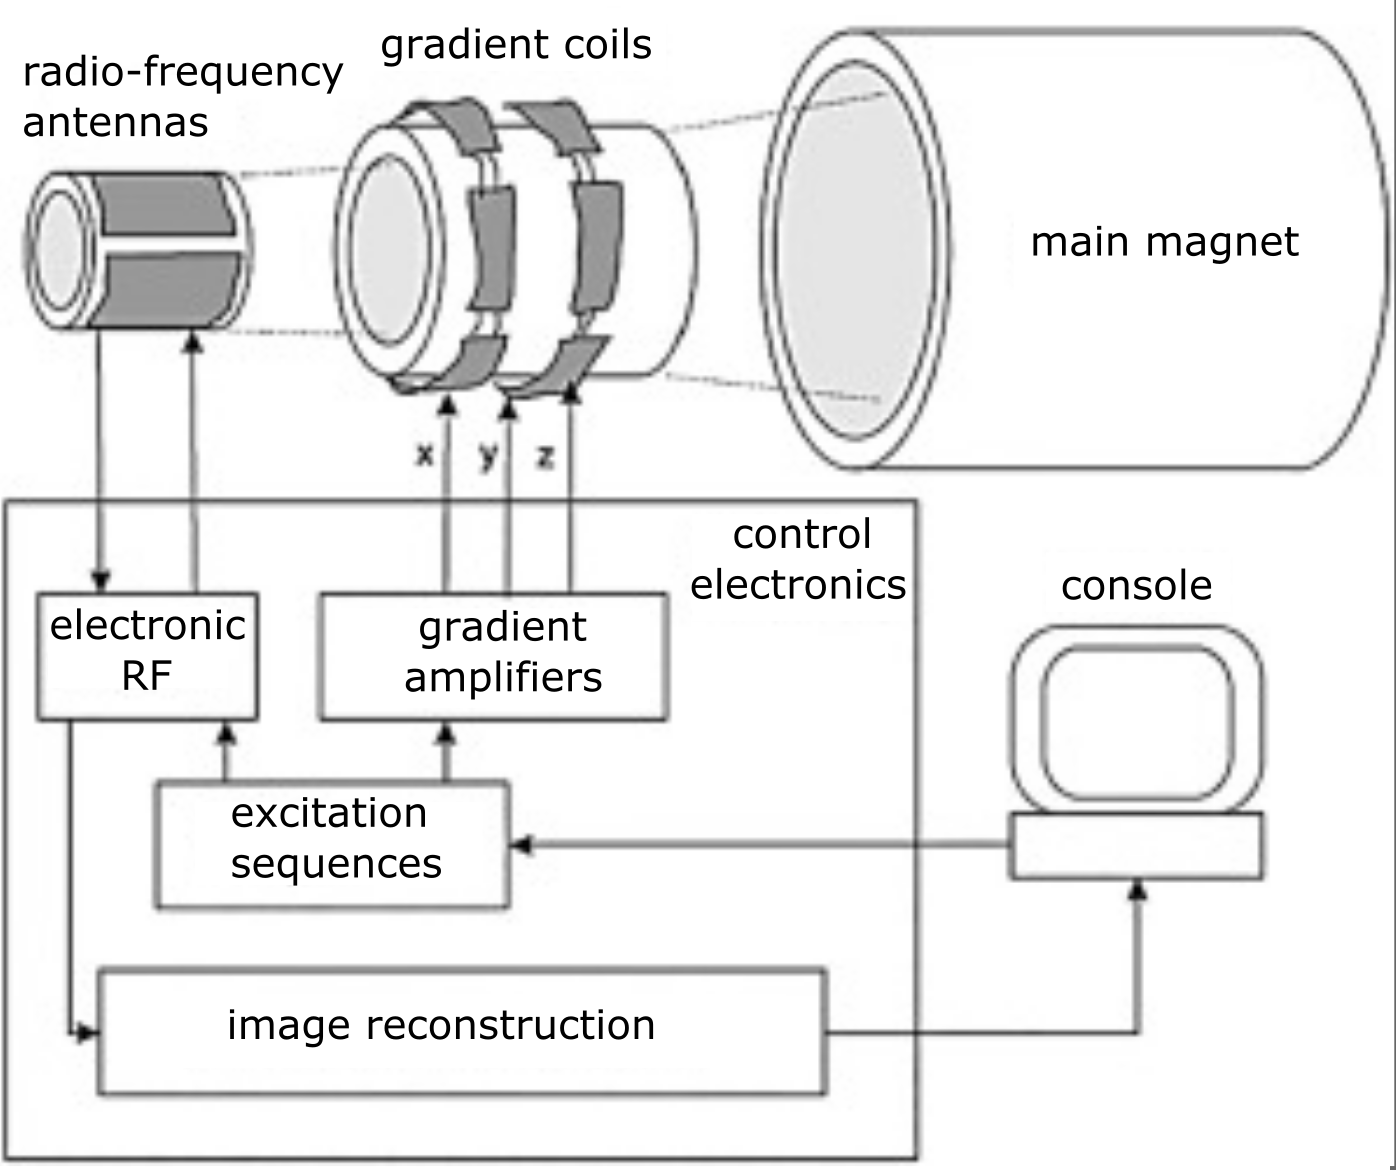 gradient coils
radio-frequency
antennas
main magnet
x y z
control
electronics
console
electronic
RF
gradient
amplifiers
excitation
sequences
image reconstruction